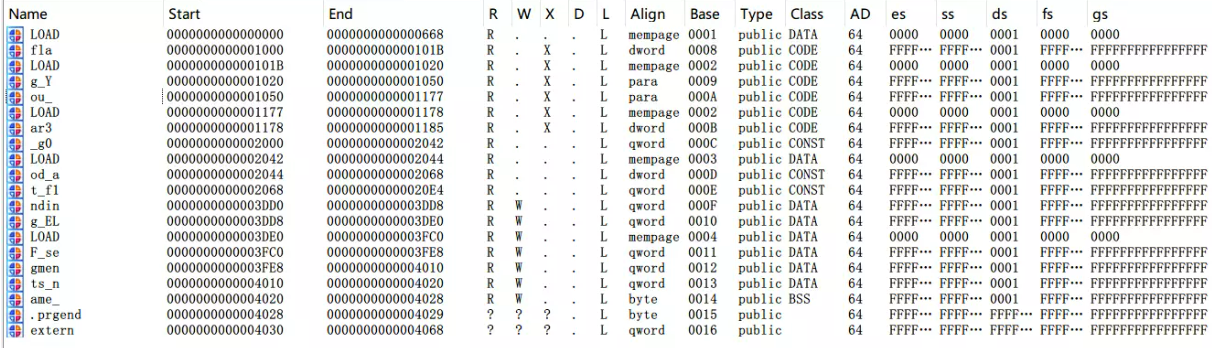 Name Start End R W X D L Align Base Type Class AD es ss ds fs gs
LOAD 0000000000000000 0000000000000668 R . . . L mempage 0001 public DATA 64 0000 0000 0001 0000 0000
fla 0000000000001000 000000000000101B R . X . L dword 0008 public CODE 64 FFFF… FFFF… 0001 FFFF… FFFFFFFFFFFFFFFF
LOAD 000000000000101B 0000000000001020 R . X . L mempage 0002 public CODE 64 0000 0000 0001 0000 0000
g_Y 0000000000001020 0000000000001050 R . X . L para 0009 public CODE 64 FFFF… FFFF… 0001 FFFF… FFFFFFFFFFFFFFFF
ou_ 0000000000001050 0000000000001177 R . X . L para 000A public CODE 64 FFFF… FFFF… 0001 FFFF… FFFFFFFFFFFFFFFF
LOAD 0000000000001177 0000000000001178 R . X . L mempage 0002 public CODE 64 0000 0000 0001 0000 0000
ar3 0000000000001178 0000000000001185 R . X . L dword 000B public CODE 64 FFFF… FFFF… 0001 FFFF… FFFFFFFFFFFFFFFF
_g0 0000000000002000 0000000000002042 R . . . L qword 000C public CONST 64 FFFF… FFFF… 0001 FFFF… FFFFFFFFFFFFFFFF
LOAD 0000000000002042 0000000000002044 R . . . L mempage 0003 public DATA 64 0000 0000 0001 0000 0000
od_a 0000000000002044 0000000000002068 R . . . L dword 000D public CONST 64 FFFF… FFFF… 0001 FFFF… FFFFFFFFFFFFFFFF
t_f1 0000000000002068 00000000000020E4 R . . . L qword 000E public CONST 64 FFFF… FFFF… 0001 FFFF… FFFFFFFFFFFFFFFF
ndin 0000000000003DD0 0000000000003DD8 R W . . L qword 000F public DATA 64 FFFF… FFFF… 0001 FFFF… FFFFFFFFFFFFFFFF
g_EL 0000000000003DD8 0000000000003DE0 R W . . L qword 0010 public DATA 64 FFFF… FFFF… 0001 FFFF… FFFFFFFFFFFFFFFF
LOAD 0000000000003DE0 0000000000003FC0 R W . . L mempage 0004 public DATA 64 0000 0000 0001 0000 0000
F_se 0000000000003FC0 0000000000003FE8 R W . . L qword 0011 public DATA 64 FFFF… FFFF… 0001 FFFF… FFFFFFFFFFFFFFFF
gmen 0000000000003FE8 0000000000004010 R W . . L qword 0012 public DATA 64 FFFF… FFFF… 0001 FFFF… FFFFFFFFFFFFFFFF
ts_n 0000000000004010 0000000000004020 R W . . L qword 0013 public DATA 64 FFFF… FFFF… 0001 FFFF… FFFFFFFFFFFFFFFF
ame_ 0000000000004020 0000000000004028 R W . . L byte 0014 public BSS 64 FFFF… FFFF… 0001 FFFF… FFFFFFFFFFFFFFFF
.prgend 0000000000004028 0000000000004029 ? ? ? . L byte 0015 public 64 FFFF… FFFF… FFFF… FFFF… FFFFFFFFFFFFFFFF
extern 0000000000004030 0000000000004068 ? ? ? . L qword 0016 public 64 FFFF… FFFF… FFFF… FFFF… FFFFFFFFFFFFFFFF